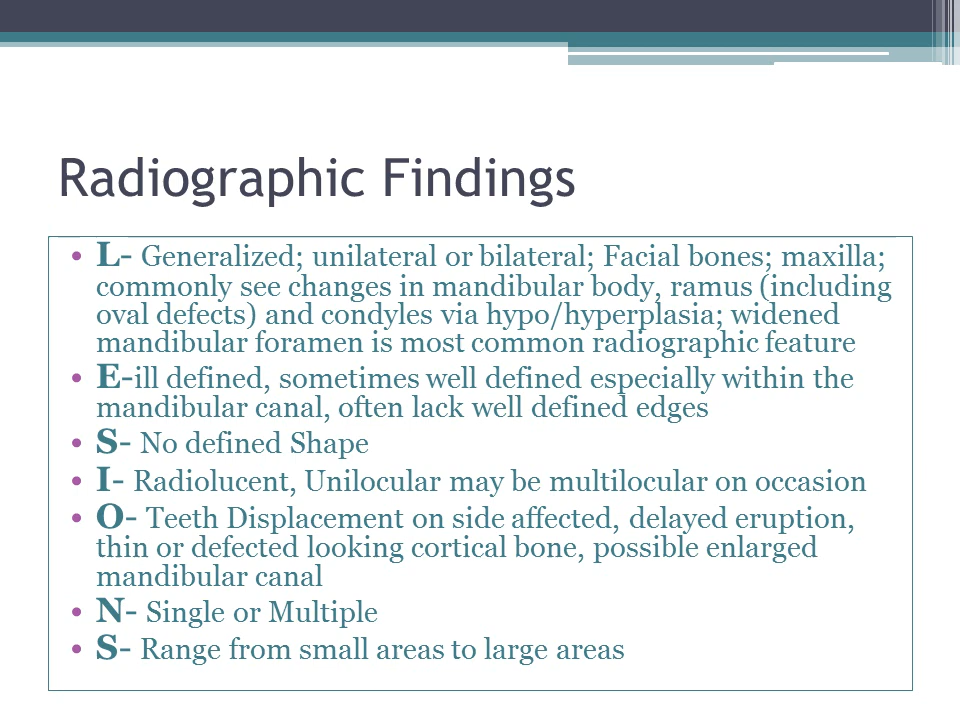 Radiographic Findings
• L- Generalized; unilateral or bilateral; Facial bones; maxilla;
commonly see changes in mandibular body, ramus (including
oval defects) and condyles via hypo/hyperplasia; widened
mandibular foramen is most common radiographic feature
• E-ill defined, sometimes well defined especially within the
mandibular canal, often lack well defined edges
• S- No defined Shape
• I- Radiolucent, Unilocular may be multilocular on occasion
• O- Teeth Displacement on side affected, delayed eruption,
thin or defected looking cortical bone, possible enlarged
mandibular canal
• N- Single or Multiple
• S- Range from small areas to large areas